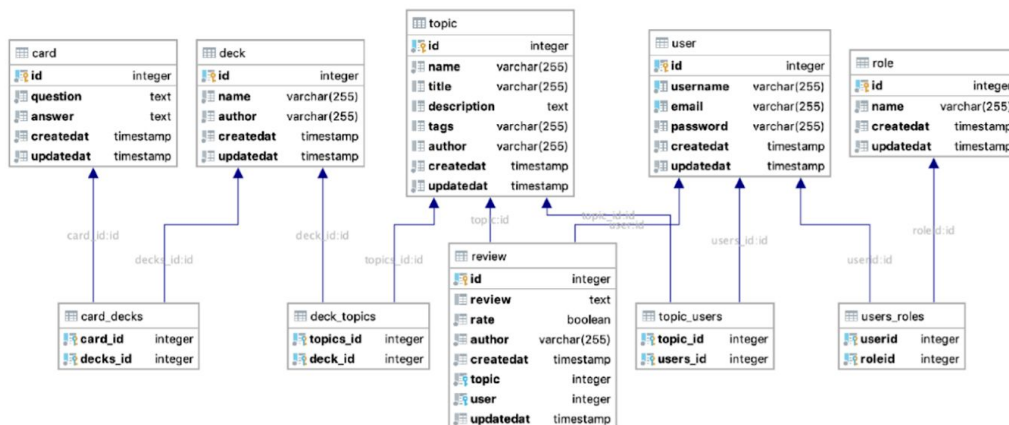 card
id integer
question text
answer text
createdat timestamp
updatedat timestamp
deck
id integer
name varchar(255)
author varchar(255)
createdat timestamp
updatedat timestamp
topic
id integer
name varchar(255)
title varchar(255)
description text
tags varchar(255)
author varchar(255)
createdat timestamp
updatedat timestamp
user
id integer
username varchar(255)
email varchar(255)
password varchar(255)
createdat timestamp
updatedat timestamp
role
id integer
name varchar(255)
createdat timestamp
updatedat timestamp
card_id:id
decks_id:id
deck_id:id
topics_id:id
topic:id
topic_id:id
user:id
users_id:id
userid:id
roleid:id
card_decks
card_id integer
decks_id integer
deck_topics
topics_id integer
deck_id integer
review
id integer
review text
rate boolean
author varchar(255)
createdat timestamp
topic integer
user integer
updatedat timestamp
topic_users
topic_id integer
users_id integer
users_roles
userid integer
roleid integer